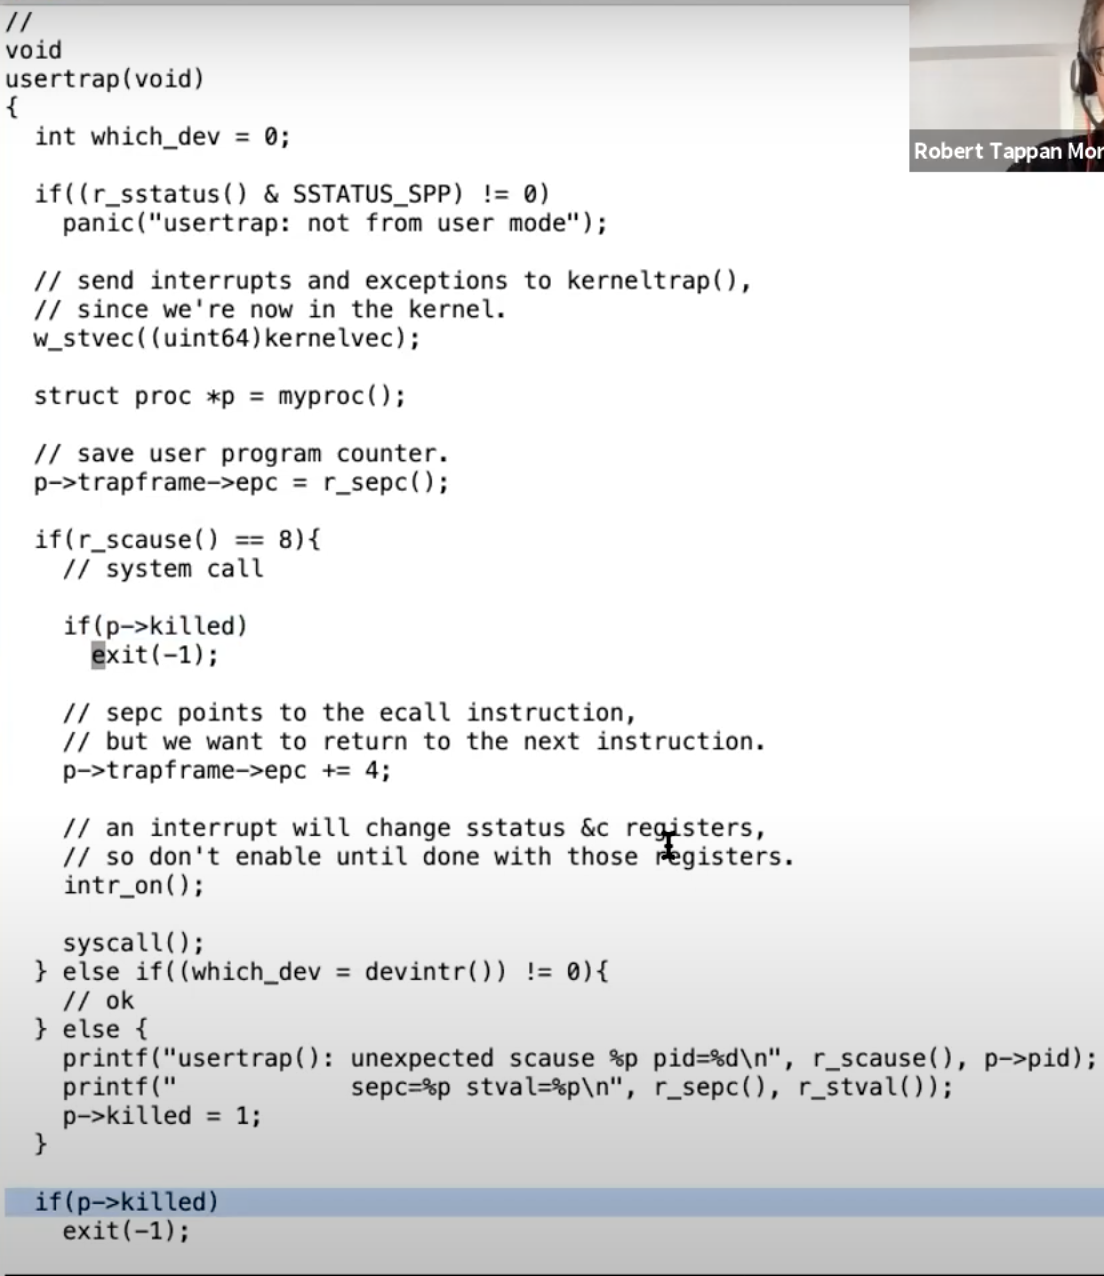 //
void
usertrap(void)
{
  int which_dev = 0;

  if((r_sstatus() & SSTATUS_SPP) != 0)
    panic("usertrap: not from user mode");

  // send interrupts and exceptions to kerneltrap(),
  // since we're now in the kernel.
  w_stvec((uint64)kernelvec);

  struct proc *p = myproc();

  // save user program counter.
  p->trapframe->epc = r_sepc();

  if(r_scause() == 8){
    // system call

    if(p->killed)
      exit(-1);

    // sepc points to the ecall instruction,
    // but we want to return to the next instruction.
    p->trapframe->epc += 4;

    // an interrupt will change sstatus &c registers,
    // so don't enable until done with those registers.
    intr_on();

    syscall();
  } else if((which_dev = devintr()) != 0){
    // ok
  } else {
    printf("usertrap(): unexpected scause %p pid=%d\n", r_scause(), p->pid);
    printf("            sepc=%p stval=%p\n", r_sepc(), r_stval());
    p->killed = 1;
  }

  if(p->killed)
    exit(-1);
Robert Tappan Mor